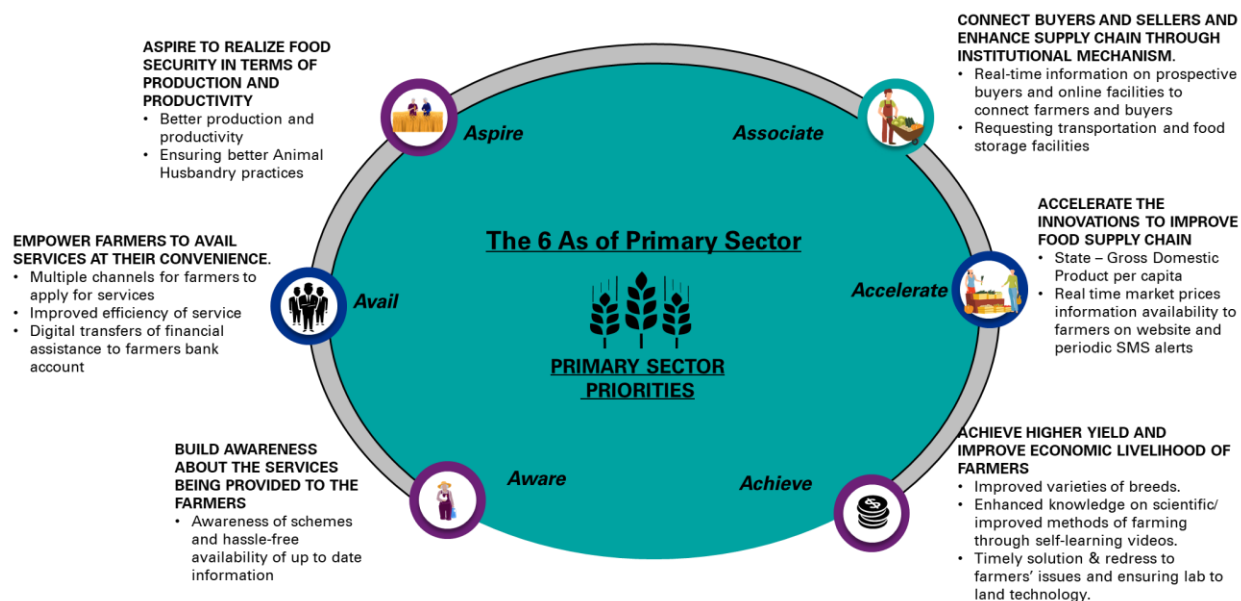 ASPIRE TO REALIZE FOOD
SECURITY IN TERMS OF
PRODUCTION AND
PRODUCTIVITY
• Better production and
productivity
• Ensuring better Animal
Husbandry practices
EMPOWER FARMERS TO AVAIL
SERVICES AT THEIR CONVENIENCE.
• Multiple channels for farmers to
apply for services
• Improved efficiency of service
• Digital transfers of financial
assistance to farmers bank
account
BUILD AWARENESS
ABOUT THE SERVICES
BEING PROVIDED TO THE
FARMERS
• Awareness of schemes
and hassle-free
availability of up to date
information
Aspire
Associate
The 6 As of Primary Sector
Avail
Accelerate
PRIMARY SECTOR
PRIORITIES
Aware
Achieve
CONNECT BUYERS AND SELLERS AND
ENHANCE SUPPLY CHAIN THROUGH
INSTITUTIONAL MECHANISM.
• Real-time information on prospective
buyers and online facilities to
connect farmers and buyers
• Requesting transportation and food
storage facilities
ACCELERATE THE
INNOVATIONS TO IMPROVE
FOOD SUPPLY CHAIN
• State – Gross Domestic
Product per capita
• Real time market prices
information availability to
farmers on website and
periodic SMS alerts
ACHIEVE HIGHER YIELD AND
IMPROVE ECONOMIC LIVELIHOOD OF
FARMERS
• Improved varieties of breeds.
• Enhanced knowledge on scientific/
improved methods of farming
through self-learning videos.
• Timely solution & redress to
farmers’ issues and ensuring lab to
land technology.